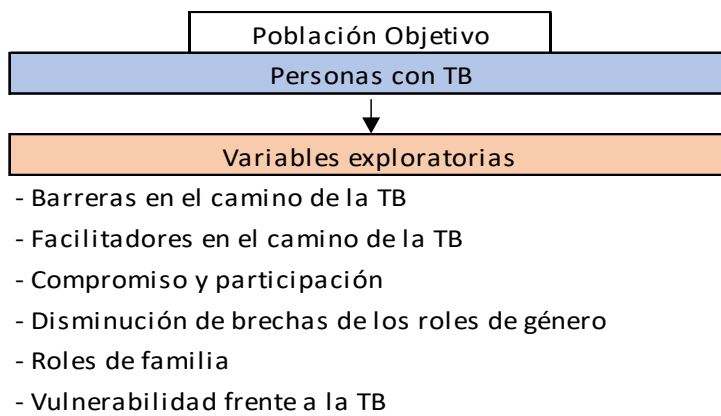 Población Objetivo
Personas con TB
Variables exploratorias
- Barreras en el camino de la TB
- Facilitadores en el camino de la TB
- Compromiso y participación
- Disminución de brechas de los roles de género
- Roles de familia
- Vulnerabilidad frente a la TB